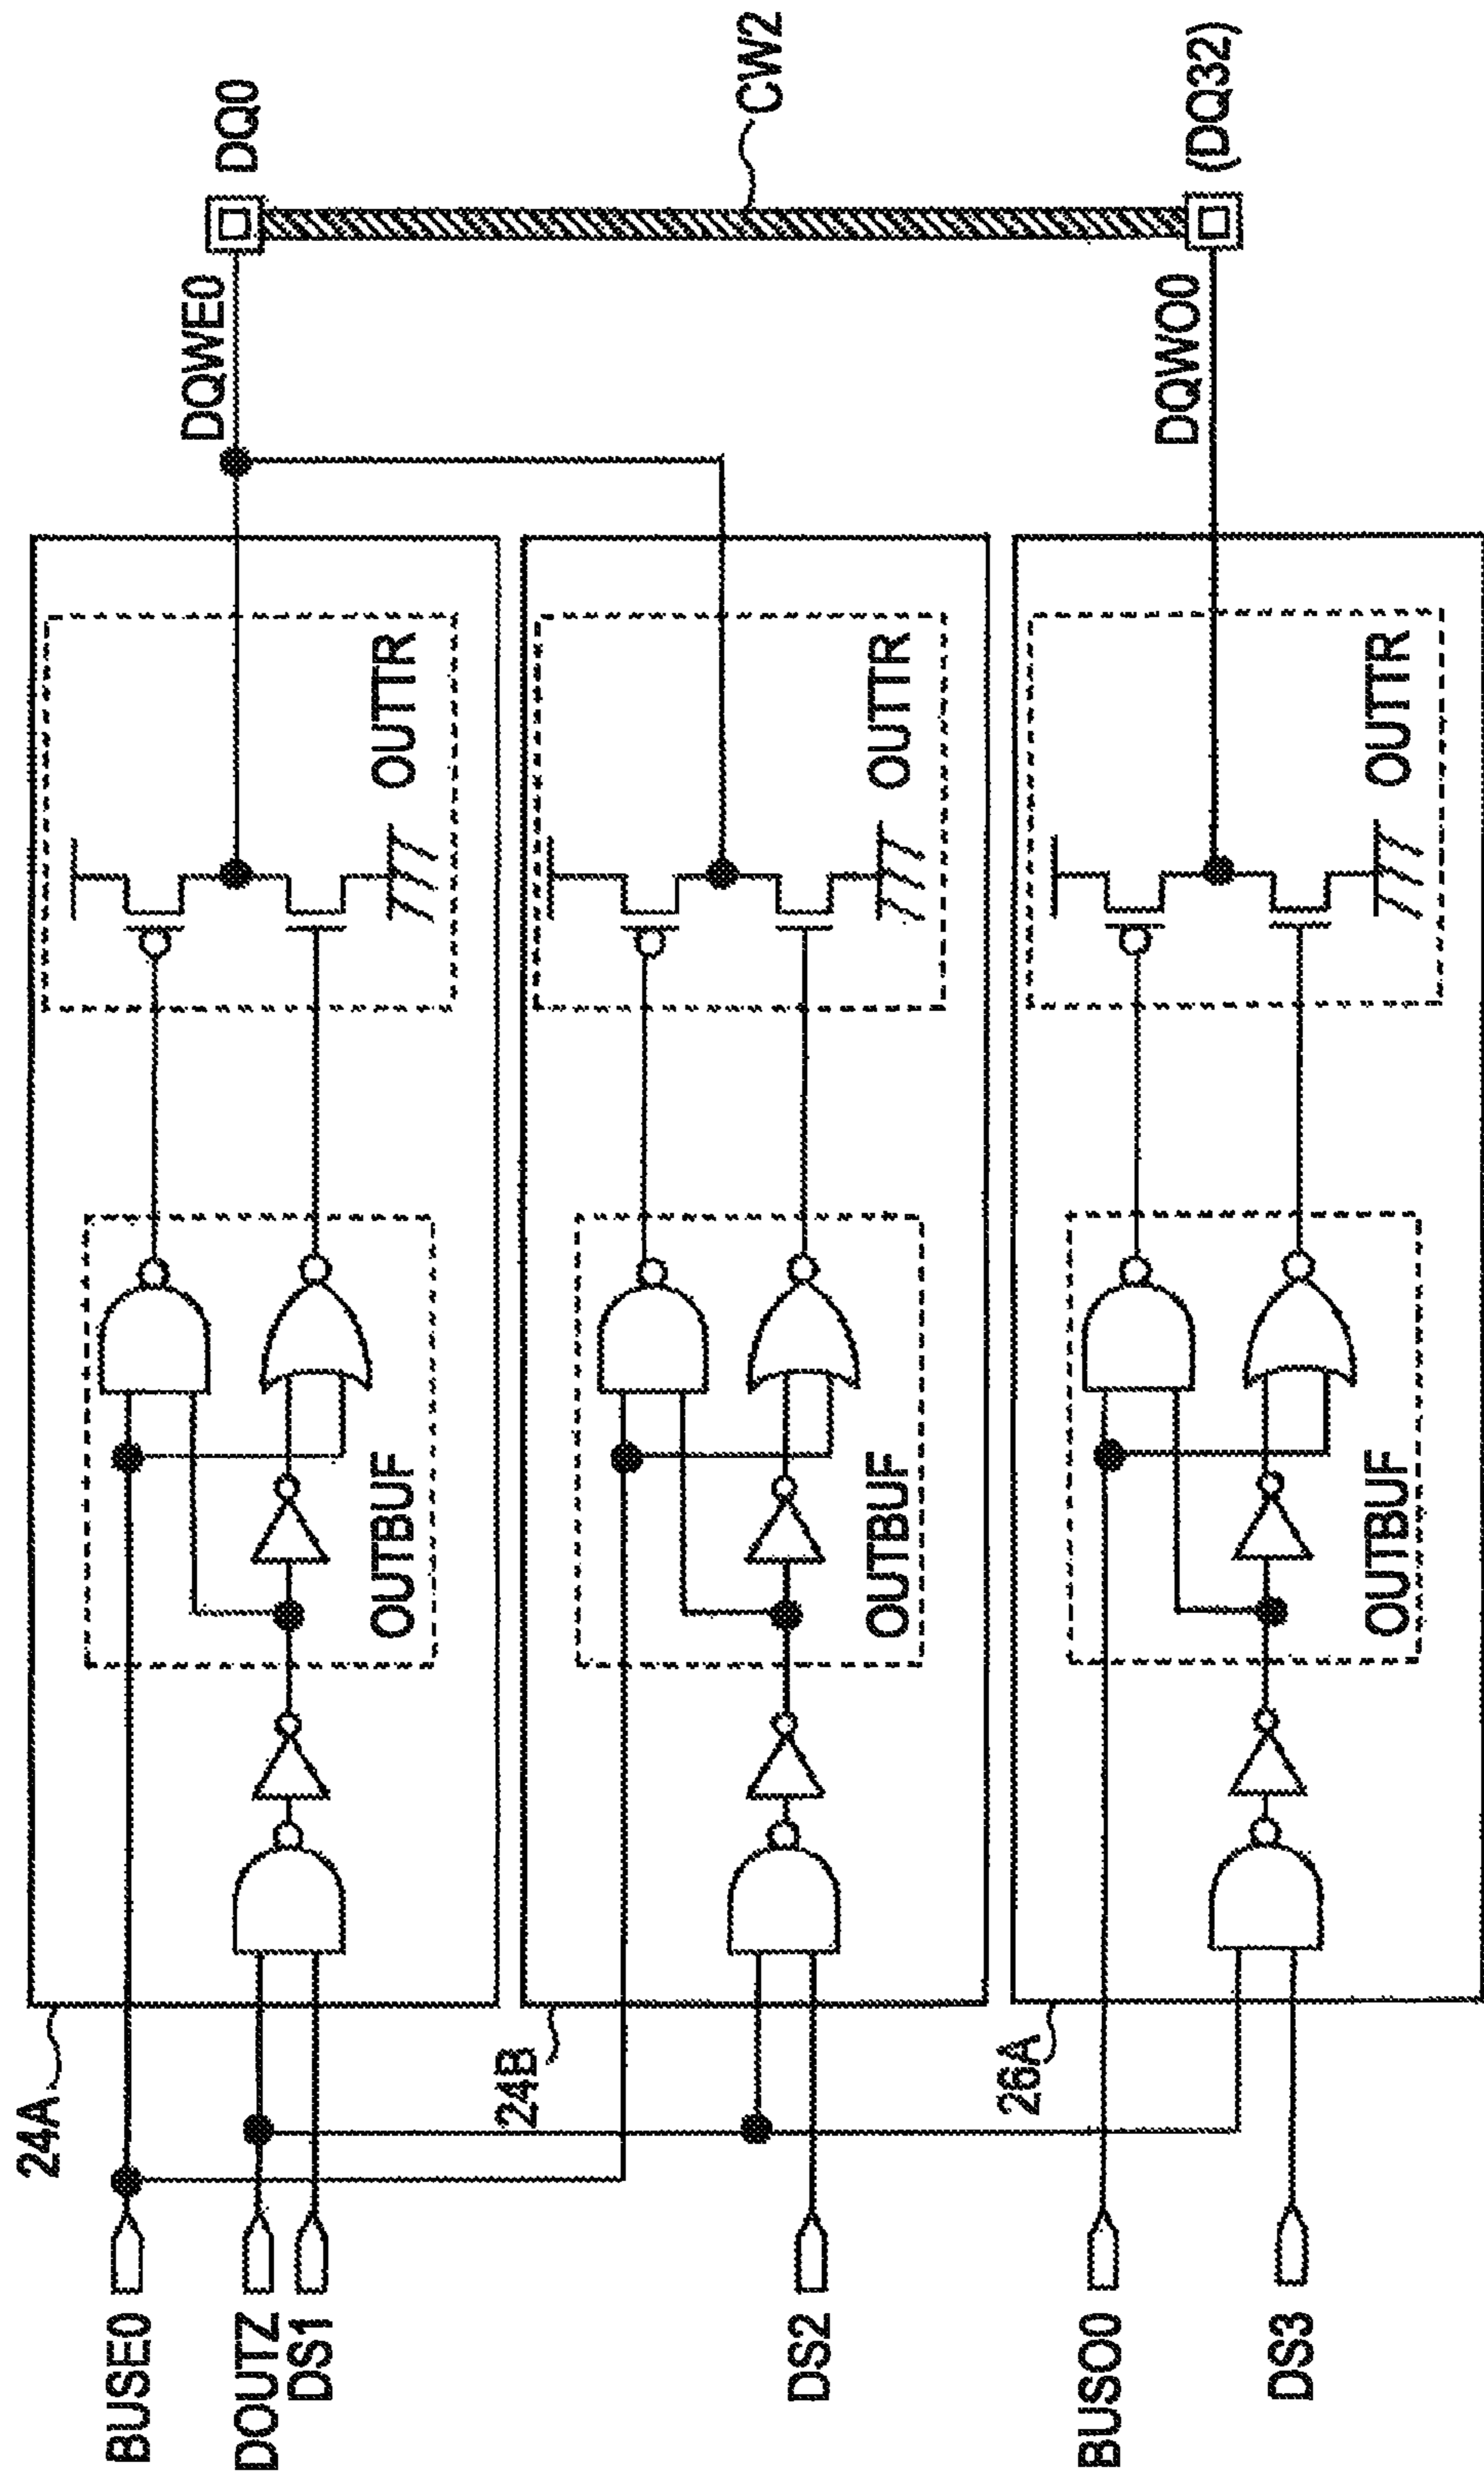 24A
BUSE0
DOUTZ
DS1
OUTBUF
OUTTR
DQWE0
DQ0
24B
DS2
OUTBUF
OUTTR
CW2
26A
BUSO0
DS3
OUTBUF
OUTTR
DQWO0
(DQ32)